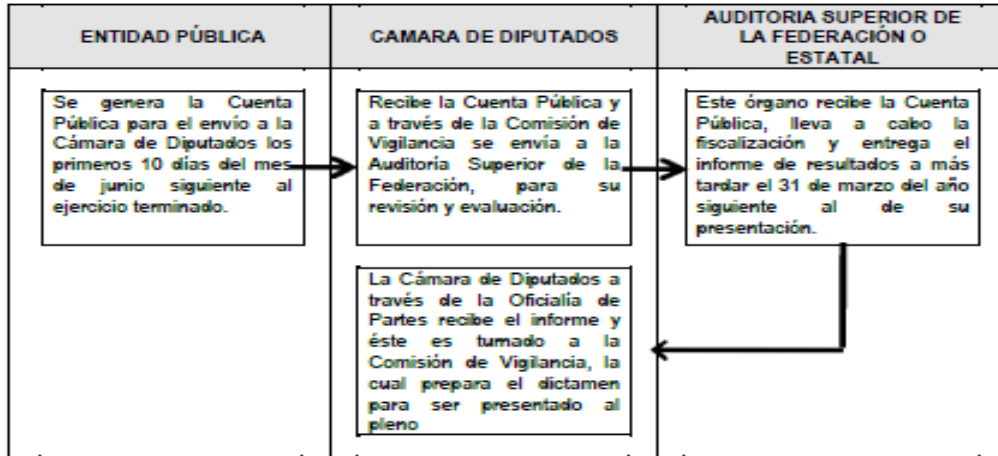 ENTIDAD PÚBLICA
CAMARA DE DIPUTADOS
AUDITORIA SUPERIOR DE
LA FEDERACIÓN O
ESTATAL
Se genera la Cuenta
Pública para el envío a la
Cámara de Diputados los
primeros 10 días del mes
de junio siguiente al
ejercicio terminado.
Recibe la Cuenta Pública y
a través de la Comisión de
Vigilancia se envía a la
Auditoría Superior de la
Federación, para su
revisión y evaluación.
Este órgano recibe la Cuenta
Pública, lleva a cabo la
fiscalización y entrega el
informe de resultados a más
tardar el 31 de marzo del año
siguiente al de su
presentación.
La Cámara de Diputados a
través de la Oficialía de
Partes recibe el informe y
éste es turnado a la
Comisión de Vigilancia, la
cual prepara el dictamen
para ser presentado al
pleno